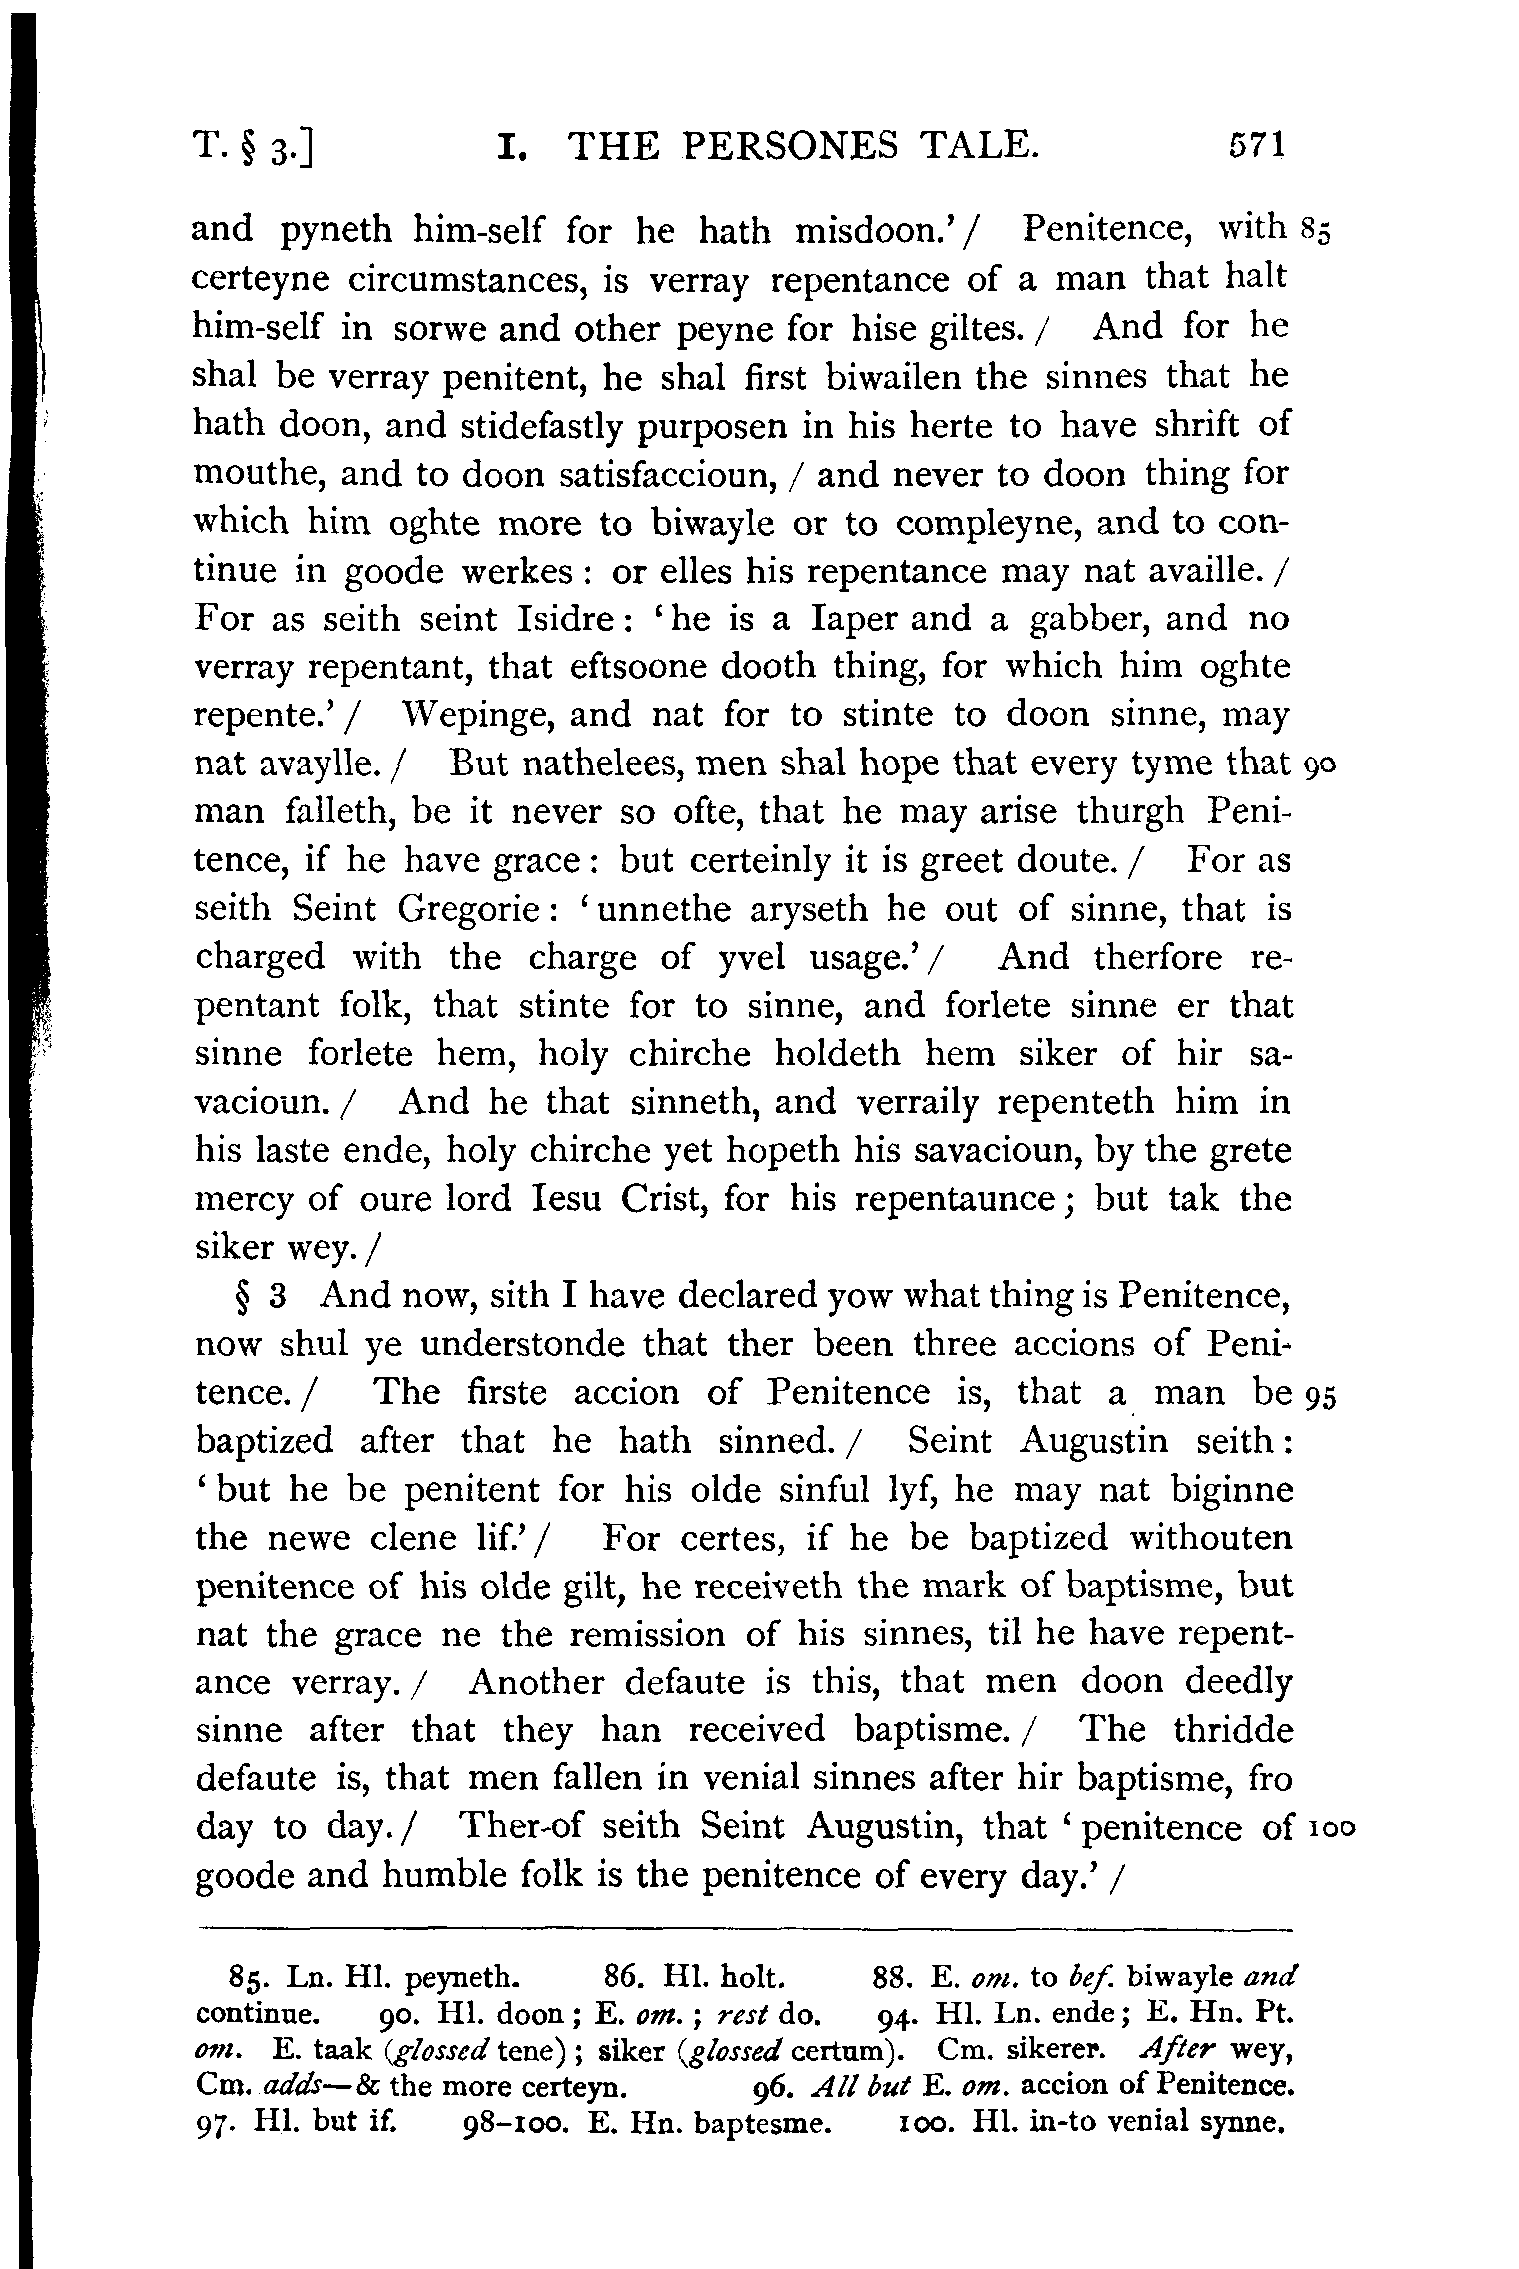 T. § 3.] I. THE PERSONES TALE. 571
and pyneth him-self for he hath misdoon.’ / Penitence, with 85
certeyne circumstances, is verray repentance of a man that halt
him-self in sorwe and other peyne for hise giltes. / And for he
shal be verray penitent, he shal first biwailen the sinnes that he
hath doon, and stidefastly purposen in his herte to have shrift of
mouthe, and to doon satisfaccioun, / and never to doon thing for
which him oghte more to biwayle or to compleyne, and to con-
tinue in goode werkes : or elles his repentance may nat availle. /
For as seith seint Isidre : ‘ he is a Iaper and a gabber, and no
verray repentant, that eftsoone dooth thing, for which him oghte
repente.’ / Wepinge, and nat for to stinte to doon sinne, may
nat avaylle. / But nathelees, men shal hope that every tyme that 90
man falleth, be it never so ofte, that he may arise thurgh Peni-
tence, if he have grace : but certeinly it is greet doute. / For as
seith Seint Gregorie : ‘ unnethe aryseth he out of sinne, that is
charged with the charge of yvel usage.’ / And therfore re-
pentant folk, that stinte for to sinne, and forlete sinne er that
sinne forlete hem, holy chirche holdeth hem siker of hir sa-
vacioun. / And he that sinneth, and verraily repenteth him in
his laste ende, holy chirche yet hopeth his savacioun, by the grete
mercy of oure lord Iesu Crist, for his repentaunce ; but tak the
siker wey. /
§ 3 And now, sith I have declared yow what thing is Penitence,
now shul ye understonde that ther been three accions of Peni-
tence. / The firste accion of Penitence is, that a man be 95
baptized after that he hath sinned. / Seint Augustin seith :
‘ but he be penitent for his olde sinful lyf, he may nat biginne
the newe clene lif.’ / For certes, if he be baptized withouten
penitence of his olde gilt, he receiveth the mark of baptisme, but
nat the grace ne the remission of his sinnes, til he have repent-
ance verray. / Another defaute is this, that men doon deedly
sinne after that they han received baptisme. / The thridde
defaute is, that men fallen in venial sinnes after hir baptisme, fro
day to day. / Ther-of seith Seint Augustin, that ‘ penitence of 100
goode and humble folk is the penitence of every day.’ /
85. Ln. Hl. peyneth. 86. Hl. holt. 88. E. om. to bef. biwayle and
continue. 90. Hl. doon ; E. om. ; rest do. 94. Hl. Ln. ende ; E. Hn. Pt.
om. E. taak (glossed tene) ; siker (glossed certum). Cm. sikerer. After wey,
Cm. adds—& the more certeyn. 96. All but E. om. accion of Penitence.
97. Hl. but if. 98–100. E. Hn. baptesme. 100. Hl. in-to venial synne.